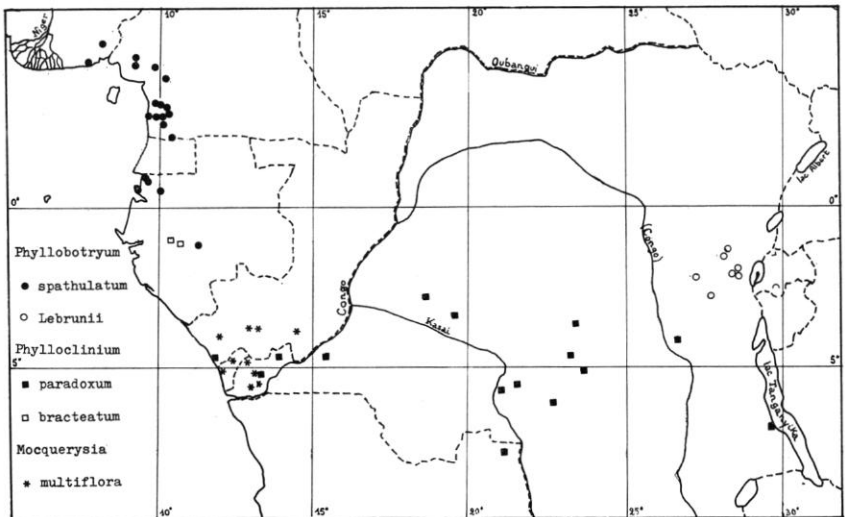 10°
15°
20°
25°
30°
Niger
Oubangui
lac Albert
0°
0°
(Congo)
Congo
Kasaï
5°
5°
lac Tanganyika
Phyllobotryum
● spathulatum
○ Lebrunii
Phylloclinium
■ paradoxum
□ bracteatum
Mocquerysia
* multiflora
10°
15°
20°
25°
30°